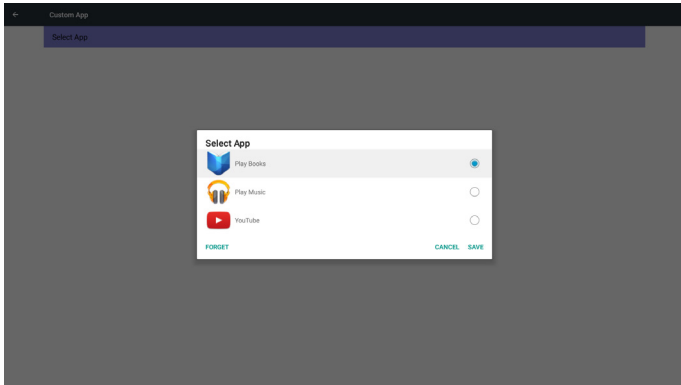 Custom App
Select App
Select App
Play Books
Play Music
YouTube
FORGET CANCEL SAVE